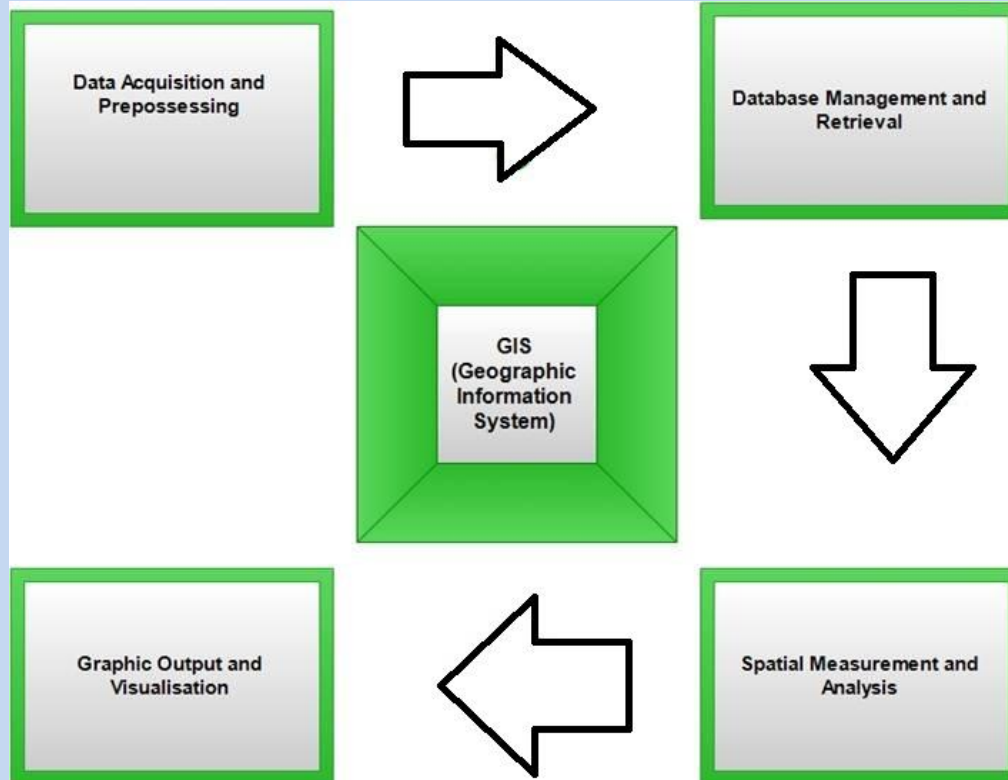 Data Acquisition and
Prepossessing
Database Management and
Retrieval
GIS
(Geographic
Information
System)
Graphic Output and
Visualisation
Spatial Measurement and
Analysis